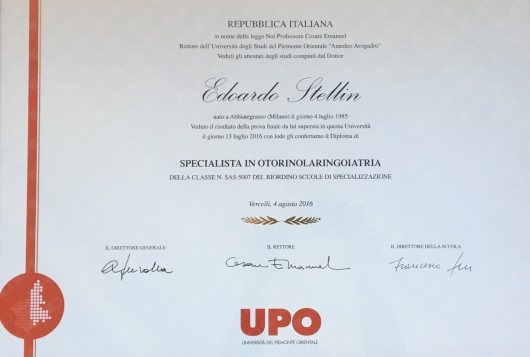 REPUBBLICA ITALIANA
in nome della legge Noi Professori Cesare Emanuel
Rettore dell'Università degli Studi del Piemonte Orientale "Amedeo Avogadro"
Veduti gli attestati degli studi compiuti dal Dottor
Edoardo Stellin
nato a Abbiategrasso (Milano) il giorno 4 luglio 1985
Veduto il risultato della prova finale da lui superata in questa Università
il giorno 13 luglio 2016 con lode gli conferiamo il Diploma di
SPECIALISTA IN OTORINOLARINGOIATRIA
DELLA CLASSE N. SAS-5007 DEL RIORDINO SCUOLE DI SPECIALIZZAZIONE
Vercelli, 4 agosto 2016
IL DIRETTORE GENERALE
IL RETTORE
IL DIRETTORE DELLA SCUOLA
Cesare Emanuel
Francesco
UPO
UNIVERSITÀ DEL PIEMONTE ORIENTALE